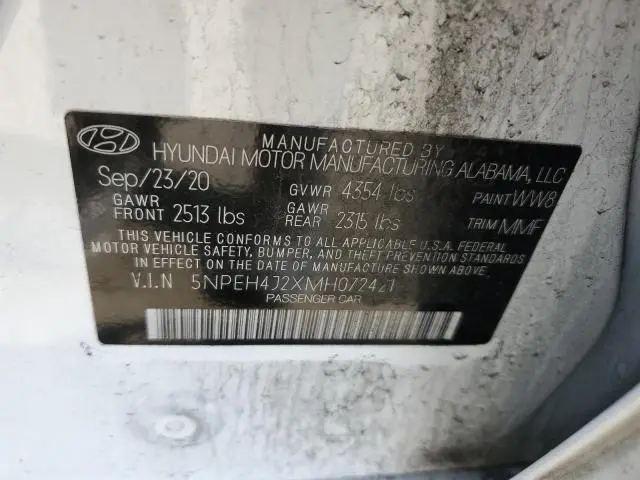 MANUFACTURED BY
HYUNDAI MOTOR MANUFACTURING ALABAMA, LLC
Sep/23/20 GVWR 4354 lbs PAINT WW8
GAWR FRONT 2513 lbs GAWR REAR 2315 lbs TRIM MMF
THIS VEHICLE CONFORMS TO ALL APPLICABLE U.S.A. FEDERAL
MOTOR VEHICLE SAFETY, BUMPER, AND THEFT PREVENTION STANDARDS
IN EFFECT ON THE DATE OF MANUFACTURE SHOWN ABOVE.
V.I.N 5NPEH4J2XMH072421
PASSENGER CAR